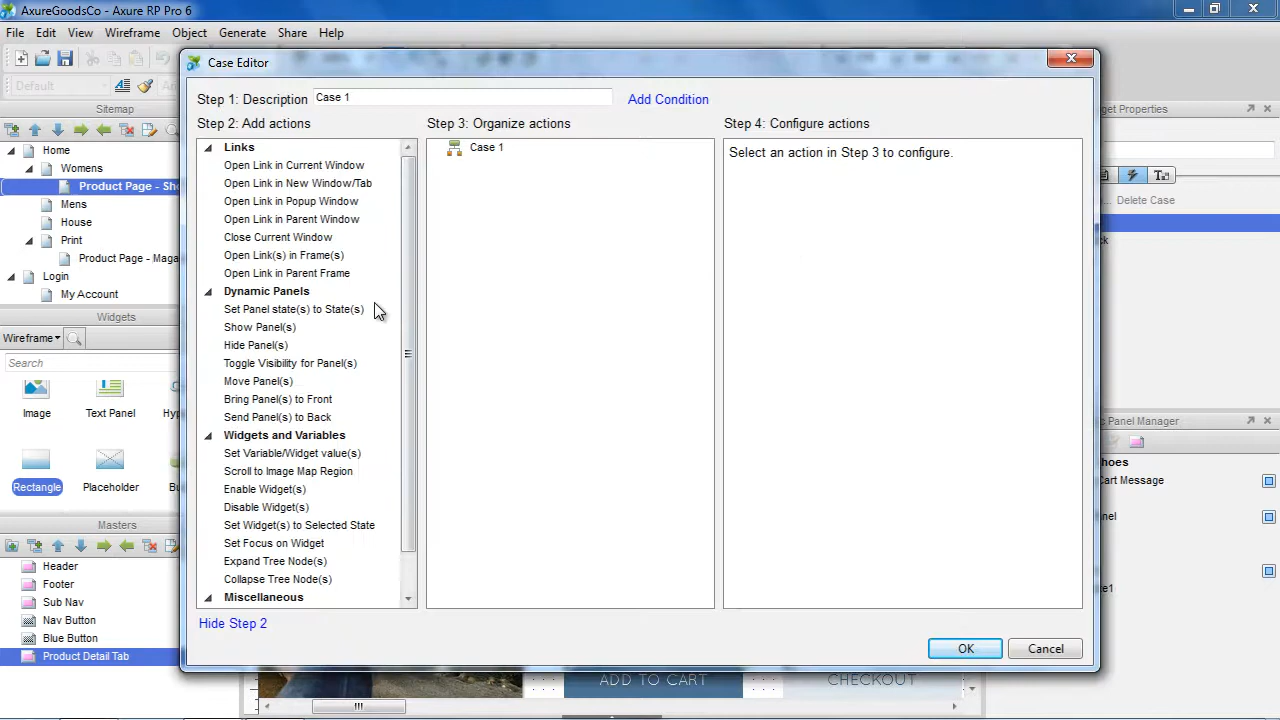 AxureGoodsCo - Axure RP Pro 6
File Edit View Wireframe Object Generate Share Help
Default
Sitemap
Home
Womens
Product Page - Sho
Mens
House
Print
Product Page - Maga
Login
My Account
Widgets
Wireframe
Search
Image Text Panel Hyp
Rectangle Placeholder Bu
Masters
Header
Footer
Sub Nav
Nav Button
Blue Button
Product Detail Tab
Case Editor
Step 1: Description Case 1 Add Condition
Step 2: Add actions
Links
Open Link in Current Window
Open Link in New Window/Tab
Open Link in Popup Window
Open Link in Parent Window
Close Current Window
Open Link(s) in Frame(s)
Open Link in Parent Frame
Dynamic Panels
Set Panel state(s) to State(s)
Show Panel(s)
Hide Panel(s)
Toggle Visibility for Panel(s)
Move Panel(s)
Bring Panel(s) to Front
Send Panel(s) to Back
Widgets and Variables
Set Variable/Widget value(s)
Scroll to Image Map Region
Enable Widget(s)
Disable Widget(s)
Set Widget(s) to Selected State
Set Focus on Widget
Expand Tree Node(s)
Collapse Tree Node(s)
Miscellaneous
Hide Step 2
Step 3: Organize actions
Case 1
Step 4: Configure actions
Select an action in Step 3 to configure.
OK Cancel
get Properties
... Delete Case
ck
c Panel Manager
hoes
Cart Message
nel
e1
ADD TO CART CHECKOUT